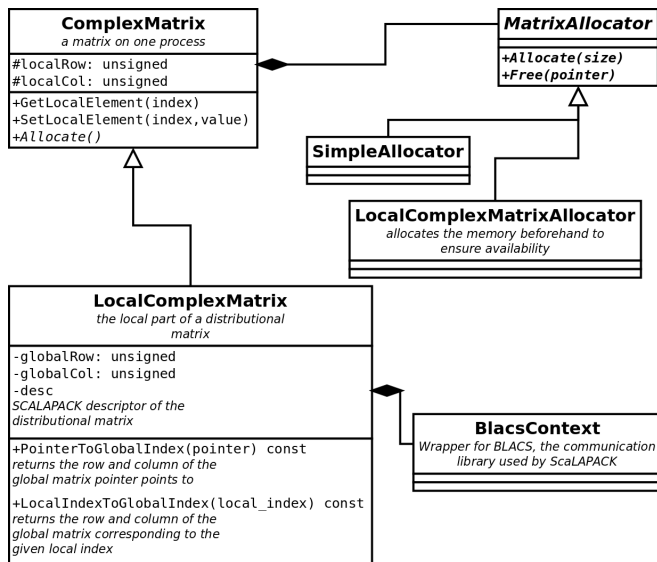 ComplexMatrix
a matrix on one process
#localRow: unsigned
#localCol: unsigned
+GetLocalElement(index)
+SetLocalElement(index,value)
+Allocate()
MatrixAllocator
+Allocate(size)
+Free(pointer)
SimpleAllocator
LocalComplexMatrixAllocator
allocates the memory beforehand to
ensure availability
LocalComplexMatrix
the local part of a distributional
matrix
-globalRow: unsigned
-globalCol: unsigned
-desc
SCALAPACK descriptor of the
distributional matrix
+PointerToGlobalIndex(pointer) const
returns the row and column of the
global matrix pointer points to
+LocalIndexToGlobalIndex(local_index) const
returns the row and column of the
global matrix corresponding to the
given local index
BlacsContext
Wrapper for BLACS, the communication
library used by ScaLAPACK